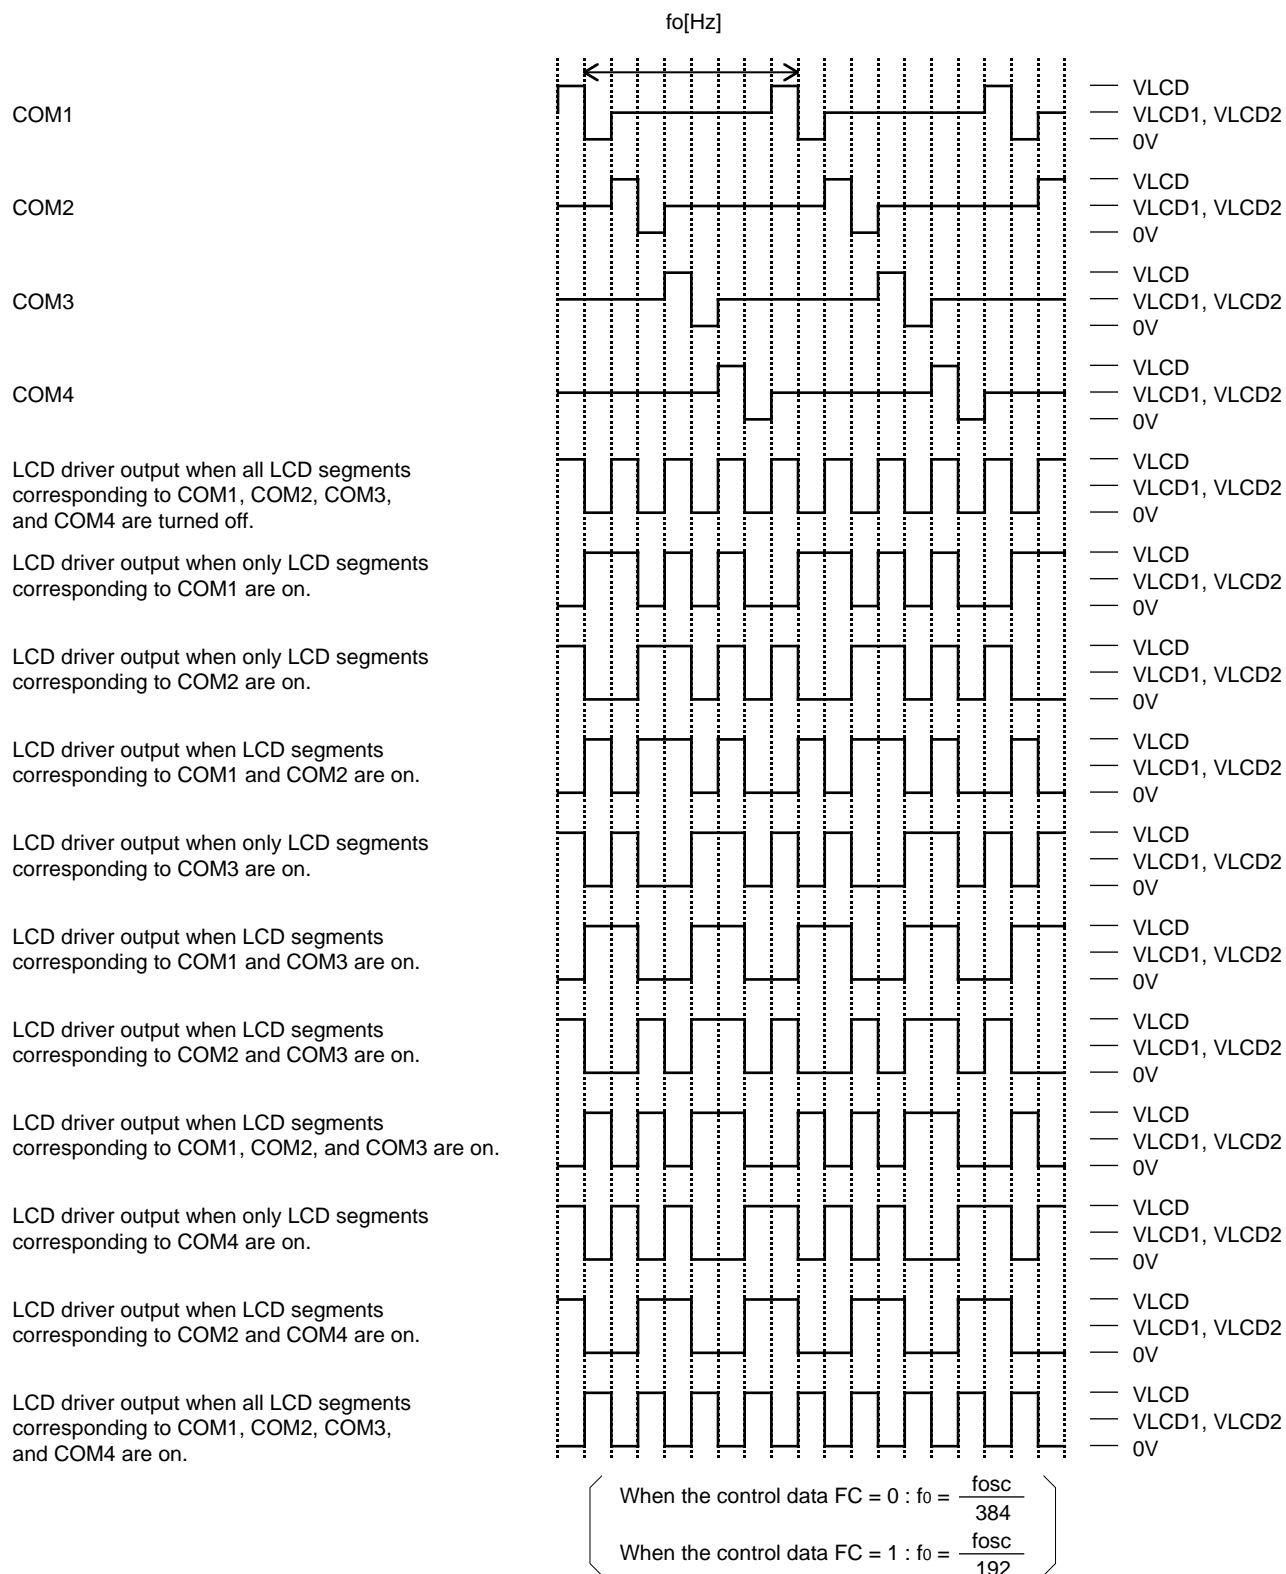 fo[Hz]
VLCD
COM1 VLCD1, VLCD2
0V
VLCD
COM2 VLCD1, VLCD2
0V
VLCD
COM3 VLCD1, VLCD2
0V
VLCD
COM4 VLCD1, VLCD2
0V
LCD driver output when all LCD segments
corresponding to COM1, COM2, COM3,
and COM4 are turned off.
VLCD
VLCD1, VLCD2
0V
LCD driver output when only LCD segments
corresponding to COM1 are on.
VLCD
VLCD1, VLCD2
0V
LCD driver output when only LCD segments
corresponding to COM2 are on.
VLCD
VLCD1, VLCD2
0V
LCD driver output when LCD segments
corresponding to COM1 and COM2 are on.
VLCD
VLCD1, VLCD2
0V
LCD driver output when only LCD segments
corresponding to COM3 are on.
VLCD
VLCD1, VLCD2
0V
LCD driver output when LCD segments
corresponding to COM1 and COM3 are on.
VLCD
VLCD1, VLCD2
0V
LCD driver output when LCD segments
corresponding to COM2 and COM3 are on.
VLCD
VLCD1, VLCD2
0V
LCD driver output when LCD segments
corresponding to COM1, COM2, and COM3 are on.
VLCD
VLCD1, VLCD2
0V
LCD driver output when only LCD segments
corresponding to COM4 are on.
VLCD
VLCD1, VLCD2
0V
LCD driver output when LCD segments
corresponding to COM2 and COM4 are on.
VLCD
VLCD1, VLCD2
0V
LCD driver output when all LCD segments
corresponding to COM1, COM2, COM3,
and COM4 are on.
VLCD
VLCD1, VLCD2
0V
When the control data FC = 0 : f0 = fosc
384
When the control data FC = 1 : f0 = fosc
192